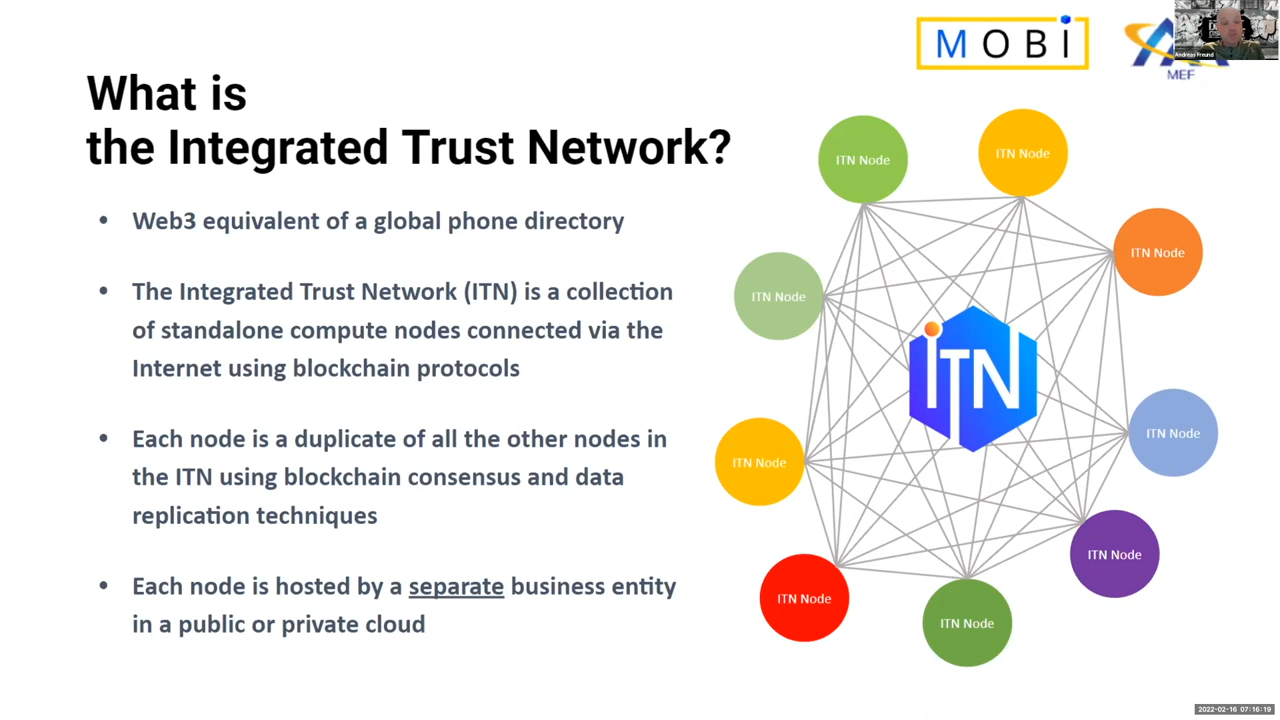 MOBI
MEF
Andreas Freund
What is
the Integrated Trust Network?
• Web3 equivalent of a global phone directory
• The Integrated Trust Network (ITN) is a collection
of standalone compute nodes connected via the
Internet using blockchain protocols
• Each node is a duplicate of all the other nodes in
the ITN using blockchain consensus and data
replication techniques
• Each node is hosted by a separate business entity
in a public or private cloud
ITN Node
ITN Node
ITN Node
ITN Node
ITN
ITN Node
ITN Node
ITN Node
ITN Node
ITN Node
2022-02-16 07:16:19